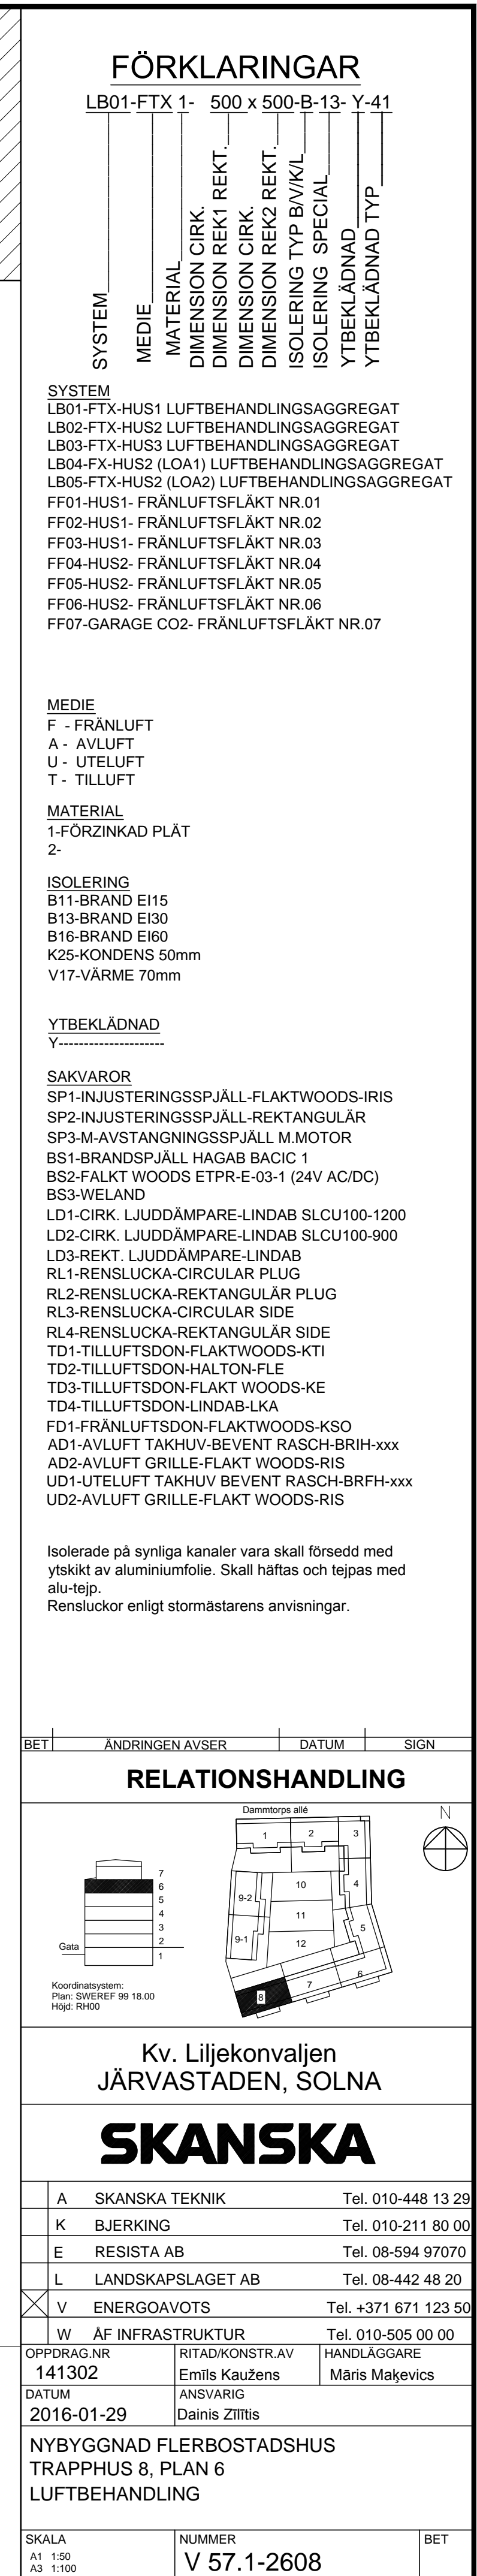 FÖRKLARINGAR
LB01-FTX 1- 500 x 500-B-13- Y-41
SYSTEM
MEDIE
MATERIAL
DIMENSION CIRK.
DIMENSION REK1 REKT.
DIMENSION CIRK.
DIMENSION REK2 REKT.
ISOLERING TYP B/V/K/L
ISOLERING SPECIAL
YTBEKLÄDNAD
YTBEKLÄDNAD TYP
SYSTEM
LB01-FTX-HUS1 LUFTBEHANDLINGSAGGREGAT
LB02-FTX-HUS2 LUFTBEHANDLINGSAGGREGAT
LB03-FTX-HUS3 LUFTBEHANDLINGSAGGREGAT
LB04-FX-HUS2 (LOA1) LUFTBEHANDLINGSAGGREGAT
LB05-FTX-HUS2 (LOA2) LUFTBEHANDLINGSAGGREGAT
FF01-HUS1- FRÄNLUFTSFLÄKT NR.01
FF02-HUS1- FRÄNLUFTSFLÄKT NR.02
FF03-HUS1- FRÄNLUFTSFLÄKT NR.03
FF04-HUS2- FRÄNLUFTSFLÄKT NR.04
FF05-HUS2- FRÄNLUFTSFLÄKT NR.05
FF06-HUS2- FRÄNLUFTSFLÄKT NR.06
FF07-GARAGE CO2- FRÄNLUFTSFLÄKT NR.07
MEDIE
F - FRÄNLUFT
A - AVLUFT
U - UTELUFT
T - TILLUFT
MATERIAL
1-FÖRZINKAD PLÄT
2-
ISOLERING
B11-BRAND EI15
B13-BRAND EI30
B16-BRAND EI60
K25-KONDENS 50mm
V17-VÄRME 70mm
YTBEKLÄDNAD
Y---------------------
SAKVAROR
SP1-INJUSTERINGSSPJÄLL-FLAKTWOODS-IRIS
SP2-INJUSTERINGSSPJÄLL-REKTANGULÄR
SP3-M-AVSTANGNINGSSPJÄLL M.MOTOR
BS1-BRANDSPJÄLL HAGAB BACIC 1
BS2-FALKT WOODS ETPR-E-03-1 (24V AC/DC)
BS3-WELAND
LD1-CIRK. LJUDDÄMPARE-LINDAB SLCU100-1200
LD2-CIRK. LJUDDÄMPARE-LINDAB SLCU100-900
LD3-REKT. LJUDDÄMPARE-LINDAB
RL1-RENSLUCKA-CIRCULAR PLUG
RL2-RENSLUCKA-REKTANGULÄR PLUG
RL3-RENSLUCKA-CIRCULAR SIDE
RL4-RENSLUCKA-REKTANGULÄR SIDE
TD1-TILLUFTSDON-FLAKTWOODS-KTI
TD2-TILLUFTSDON-HALTON-FLE
TD3-TILLUFTSDON-FLAKT WOODS-KE
TD4-TILLUFTSDON-LINDAB-LKA
FD1-FRÄNLUFTSDON-FLAKTWOODS-KSO
AD1-AVLUFT TAKHUV-BEVENT RASCH-BRIH-xxx
AD2-AVLUFT GRILLE-FLAKT WOODS-RIS
UD1-UTELUFT TAKHUV BEVENT RASCH-BRFH-xxx
UD2-AVLUFT GRILLE-FLAKT WOODS-RIS
Isolerade på synliga kanaler vara skall försedd med
ytskikt av aluminiumfolie. Skall häftas och tejpas med
alu-tejp.
Rensluckor enligt stormästarens anvisningar.
BET ÄNDRINGEN AVSER DATUM SIGN
RELATIONSHANDLING
Dammtorps allé
N
1 2 3
4
5
6
7
8
9-1
9-2
10
11
12
7
6
5
4
3
2
1
Gata
Koordinatsystem:
Plan: SWEREF 99 18.00
Höjd: RH00
Kv. Liljekonvaljen
JÄRVASTADEN, SOLNA
SKANSKA
A SKANSKA TEKNIK Tel. 010-448 13 29
K BJERKING Tel. 010-211 80 00
E RESISTA AB Tel. 08-594 97070
L LANDSKAPSLAGET AB Tel. 08-442 48 20
V ENERGOAVOTS Tel. +371 671 123 50
W ÅF INFRASTRUKTUR Tel. 010-505 00 00
OPPDRAG.NR RITAD/KONSTR.AV HANDLÄGGARE
141302 Emīls Kaužens Māris Maķevics
DATUM ANSVARIG
2016-01-29 Dainis Zīlītis
NYBYGGNAD FLERBOSTADSHUS
TRAPPHUS 8, PLAN 6
LUFTBEHANDLING
SKALA NUMMER BET
A1 1:50
A3 1:100
V 57.1-2608